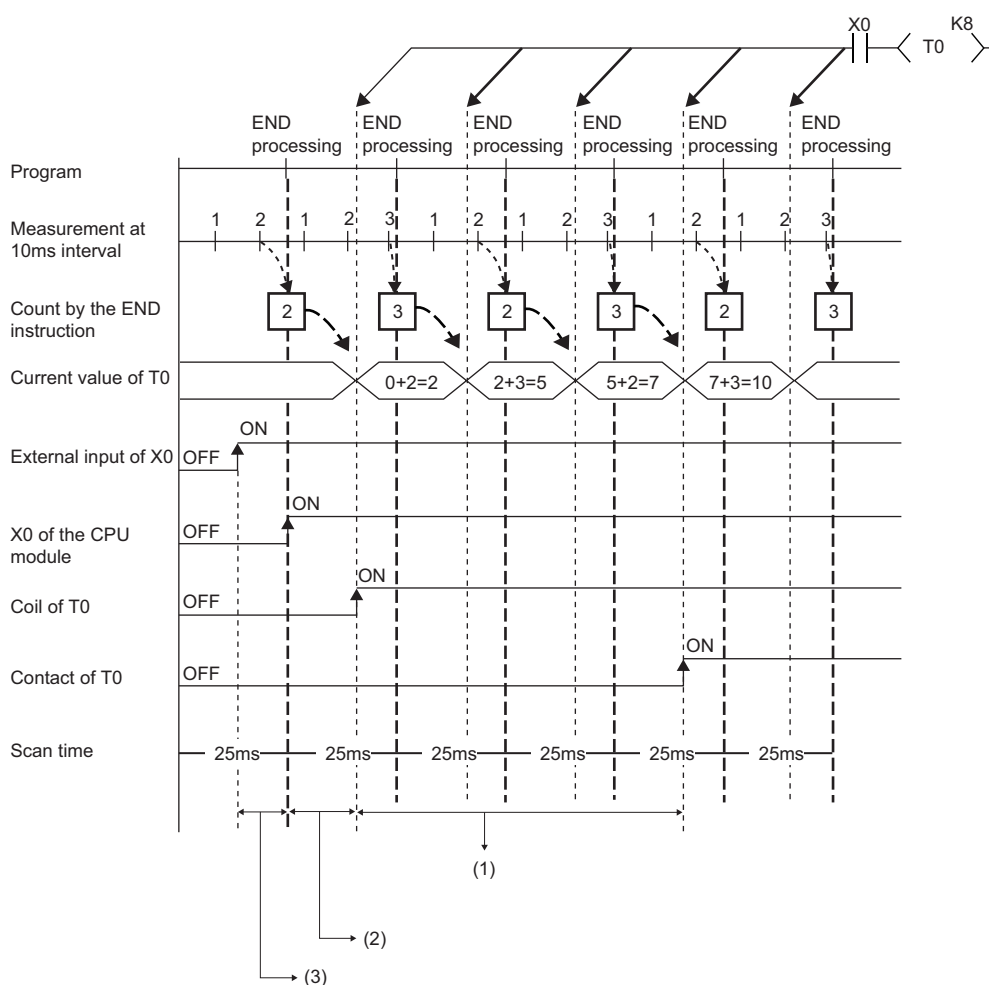 X0
K8
T0
END processing
END processing
END processing
END processing
END processing
END processing
Program
Measurement at
10ms interval
1 2 1 2 3 1 2 1 2 3 1 2 1 2 3
Count by the END
instruction
2 3 2 3 2 3
Current value of T0
0+2=2 2+3=5 5+2=7 7+3=10
External input of X0
OFF
ON
X0 of the CPU
module
OFF
ON
Coil of T0
OFF
ON
Contact of T0
OFF
ON
Scan time
25ms 25ms 25ms 25ms 25ms 25ms
(1)
(2)
(3)